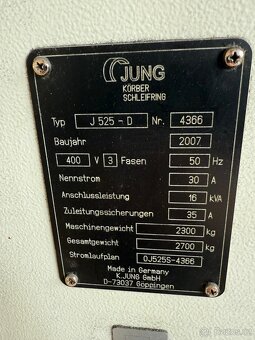 JUNG
KÖRBER
SCHLEIFRING
Typ J 525 - D Nr. 4366
Baujahr 2007
400 V 3 Fasen 50 Hz
Nennstrom 30 A
Anschlussleistung 16 kVA
Zuleitungssicherungen 35 A
Maschinengewicht 2300 kg
Gesamtgewicht 2700 kg
Stromlaufplan 0J525S-4366
Made in Germany
K.JUNG GmbH
D-73037 Göppingen